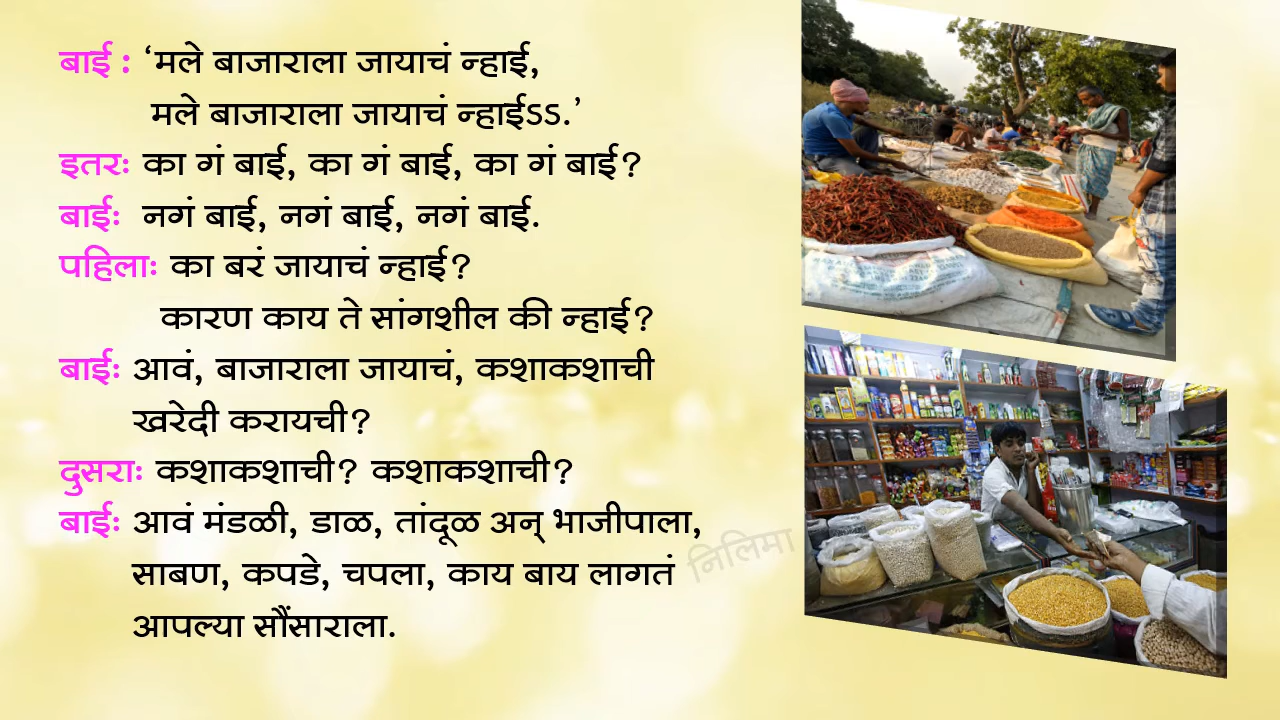 बाई : ‘मले बाजाराला जायाचं न्हाई,
मले बाजाराला जायाचं न्हाईऽऽ.’
इतरः का गं बाई, का गं बाई, का गं बाई?
बाईः नगं बाई, नगं बाई, नगं बाई.
पहिलाः का बरं जायाचं न्हाई?
कारण काय ते सांगशील की न्हाई?
बाईः आवं, बाजाराला जायाचं, कशाकशाची
खरेदी करायची?
दुसराः कशाकशाची? कशाकशाची?
बाईः आवं मंडळी, डाळ, तांदूळ अन् भाजीपाला,
साबण, कपडे, चपला, काय बाय लागतं
आपल्या सौंसाराला.
निलिमा